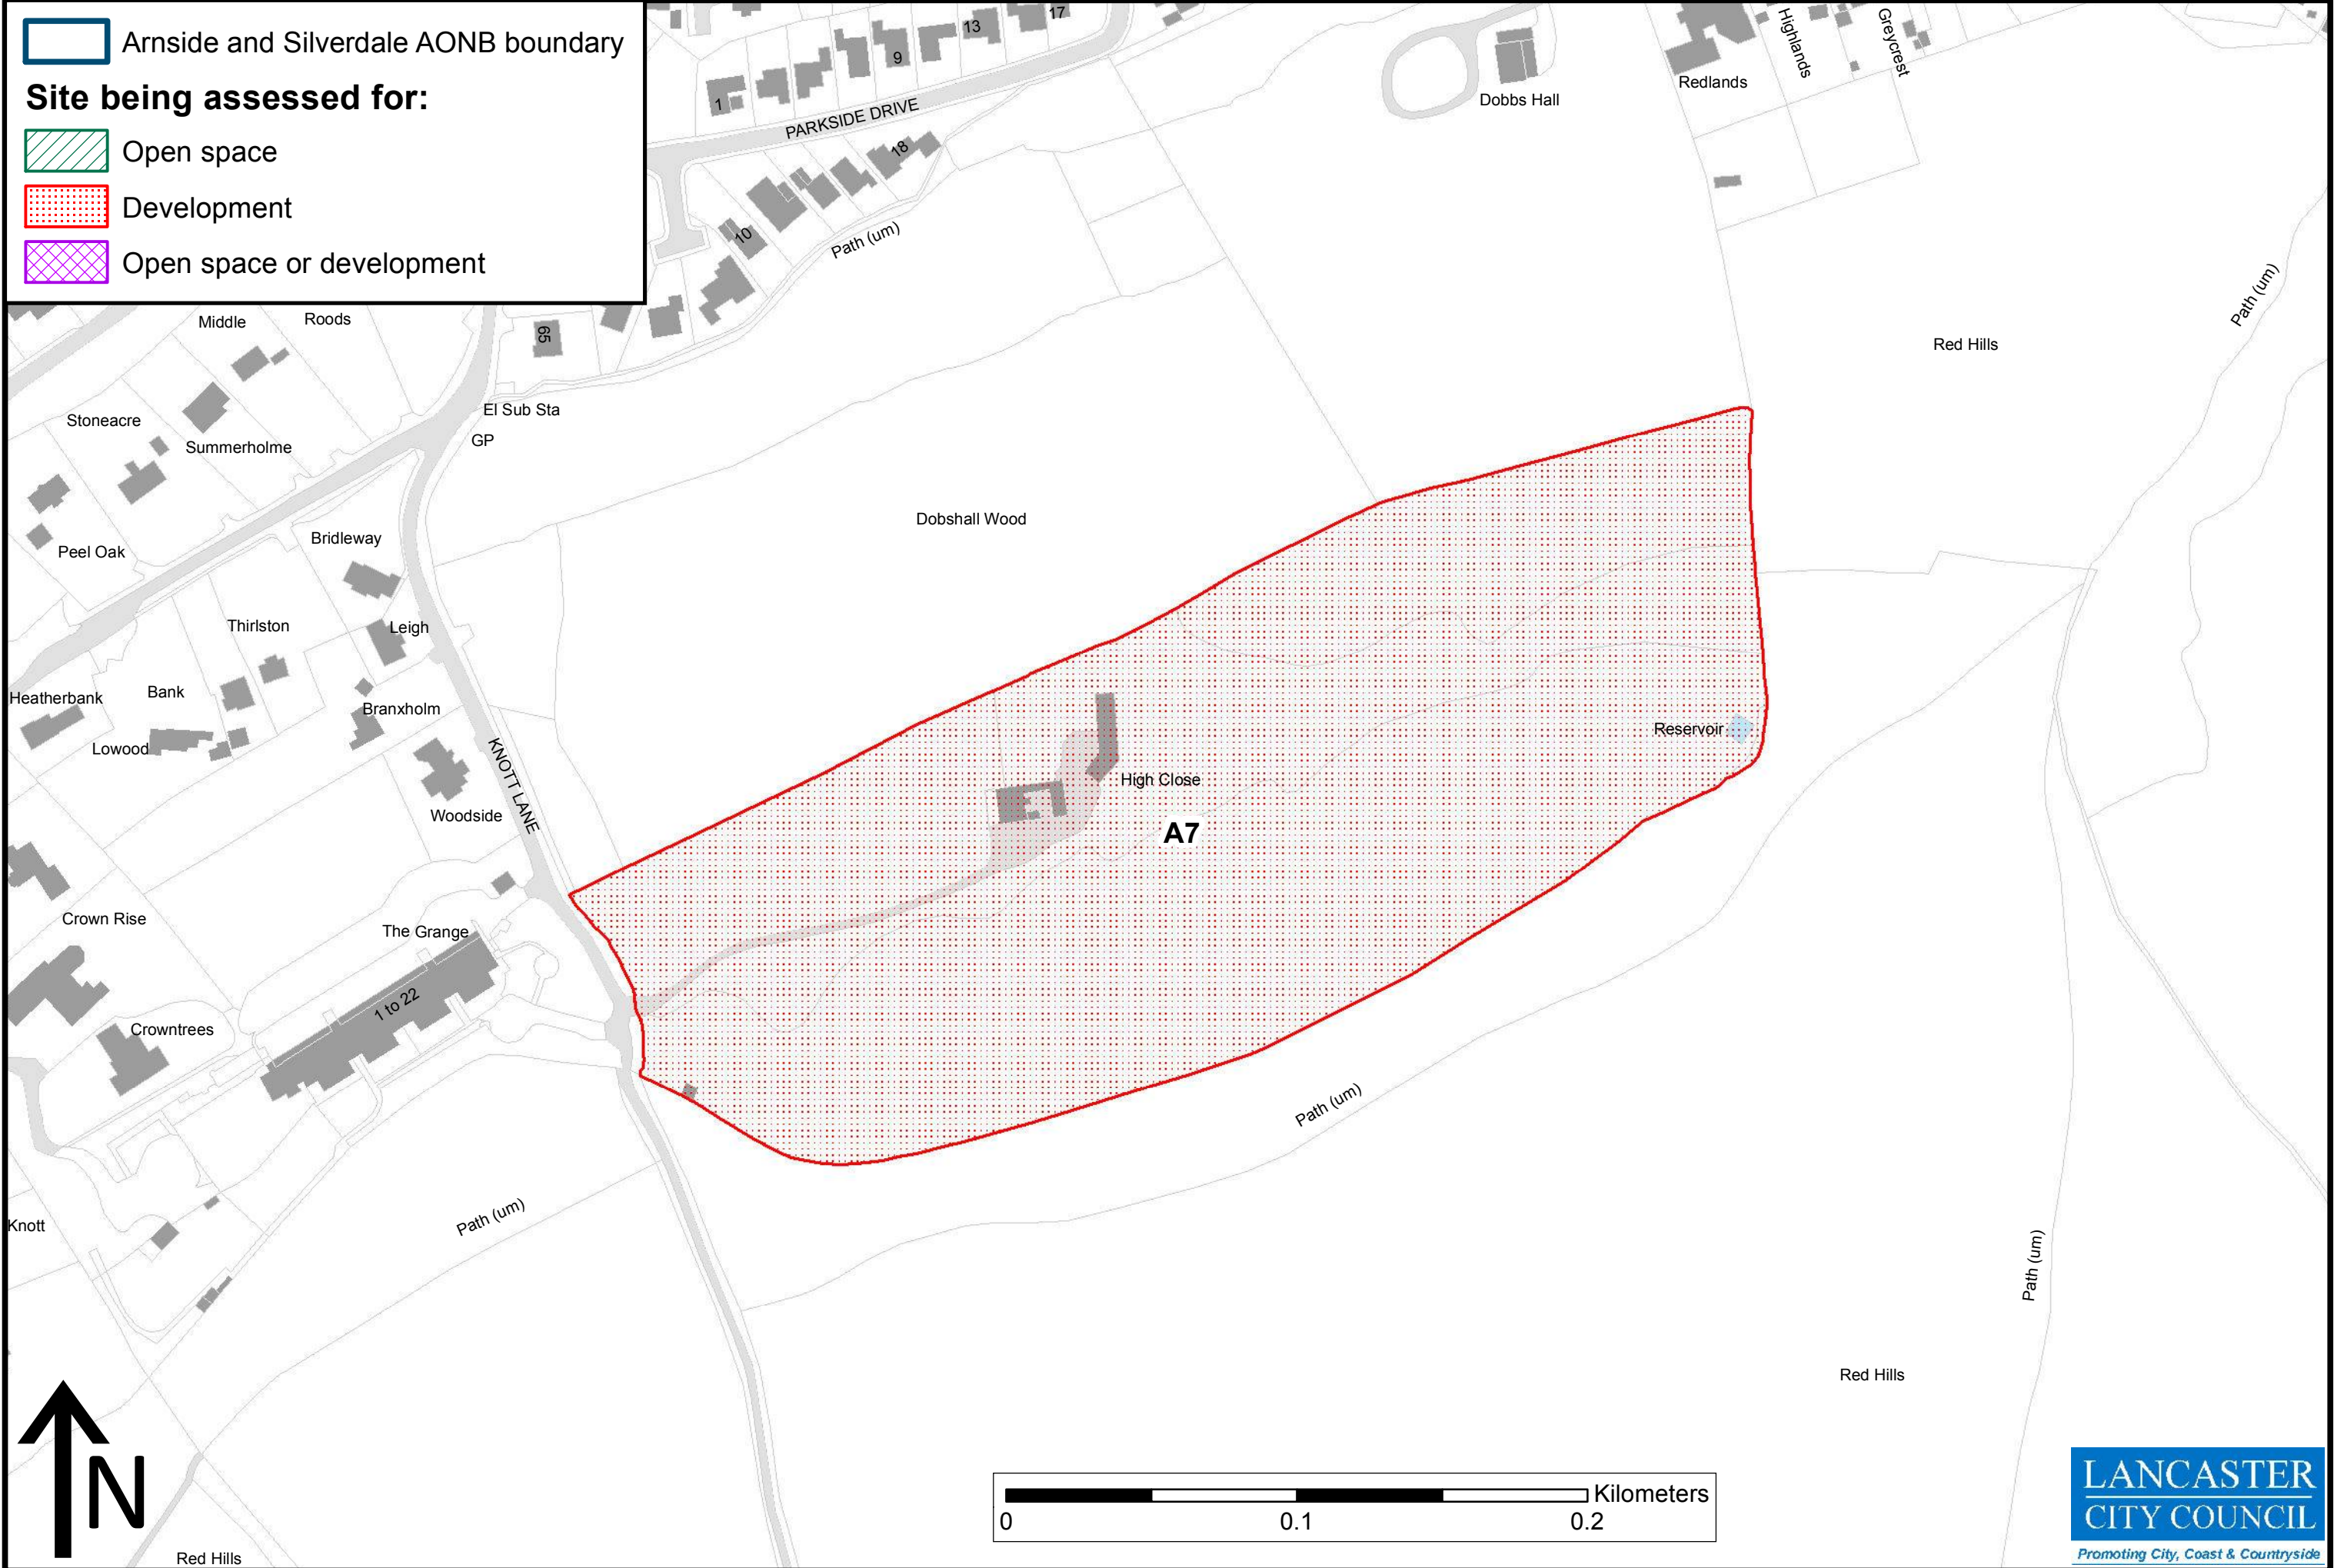 Arnside and Silverdale AONB boundary
Site being assessed for:
Open space
Development
Open space or development
17
13
9
1
PARKSIDE DRIVE
18
10
Path (um)
Dobbs Hall
Redlands
Highlands
Greycrest
Path (um)
Red Hills
Middle
Roods
65
El Sub Sta
GP
Stoneacre
Summerholme
Peel Oak
Bridleway
Dobshall Wood
Thirlston
Leigh
Heatherbank
Bank
Branxholm
Lowood
KNOTT LANE
Woodside
Reservoir
High Close
A7
Crown Rise
The Grange
1 to 22
Crowntrees
Path (um)
Path (um)
Knott
Path (um)
Red Hills
N
Red Hills
Kilometers
0
0.1
0.2
LANCASTER
CITY COUNCIL
Promoting City, Coast & Countryside